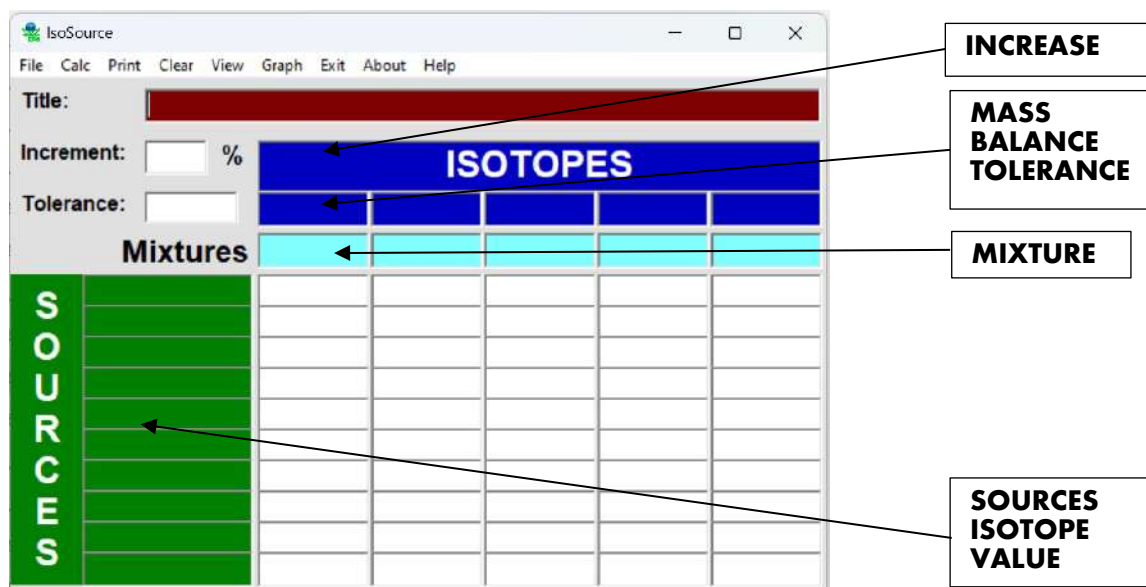 IsoSource
File Calc Print Clear View Graph Exit About Help
Title:
Increment: %
ISOTOPES
Tolerance:
Mixtures
S
O
U
R
C
E
S
INCREASE
MASS
BALANCE
TOLERANCE
MIXTURE
SOURCES
ISOTOPE
VALUE